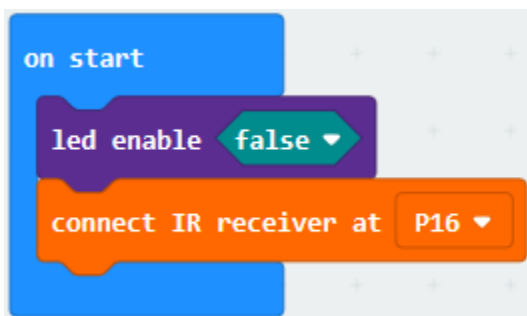 on start
led enable false
connect IR receiver at P16